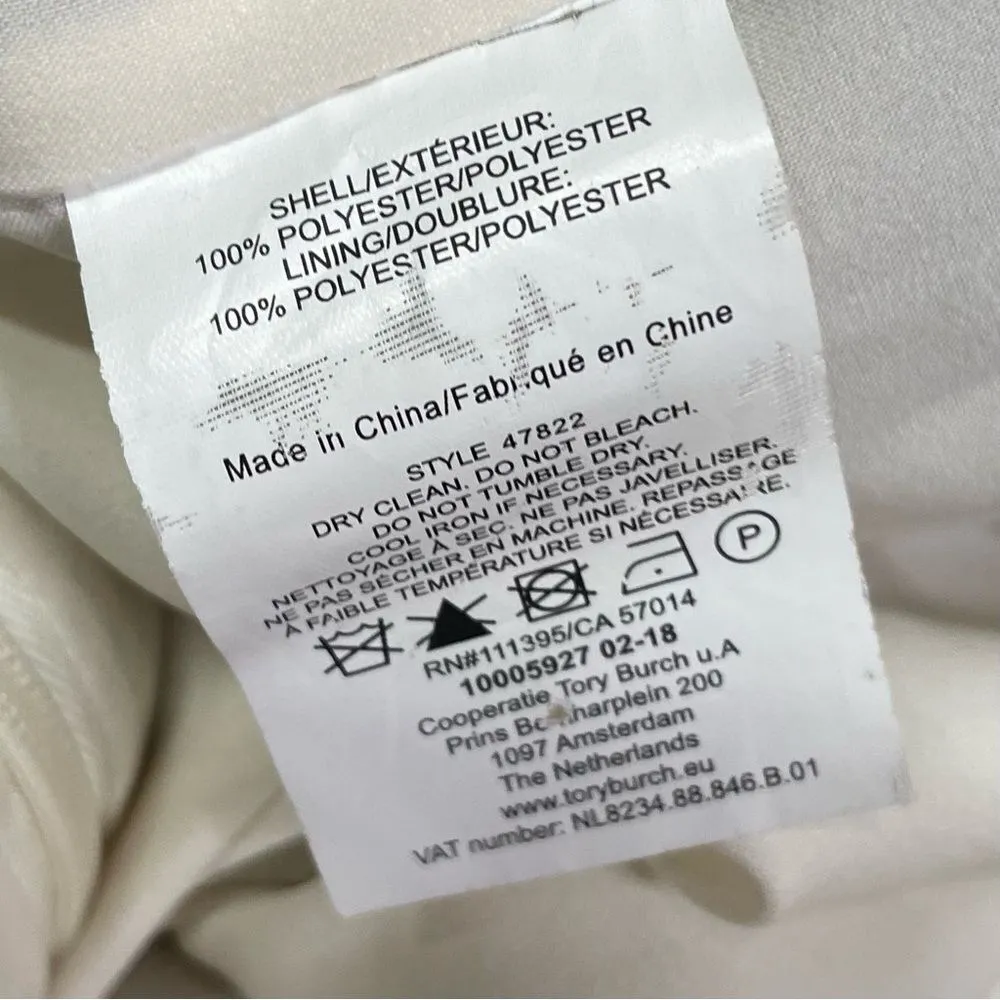 SHELL/EXTÉRIEUR:
100% POLYESTER/POLYESTER
LINING/DOUBLURE:
100% POLYESTER/POLYESTER
Made in China/Fabriqué en Chine
STYLE 47822
DRY CLEAN. DO NOT BLEACH.
DO NOT TUMBLE DRY.
COOL IRON IF NECESSARY.
NETTOYAGE À SEC. NE PAS JAVELLISER.
NE PAS SÉCHER EN MACHINE. REPASSAGE
À FAIBLE TEMPÉRATURE SI NÉCESSAIRE.
P
RN#111395/CA 57014
10005927 02-18
Cooperatie Tory Burch u.A
Prins 200
1097 Amsterdam
The Netherlands
www.toryburch.eu
VAT number: NL8234.88.846.B.01